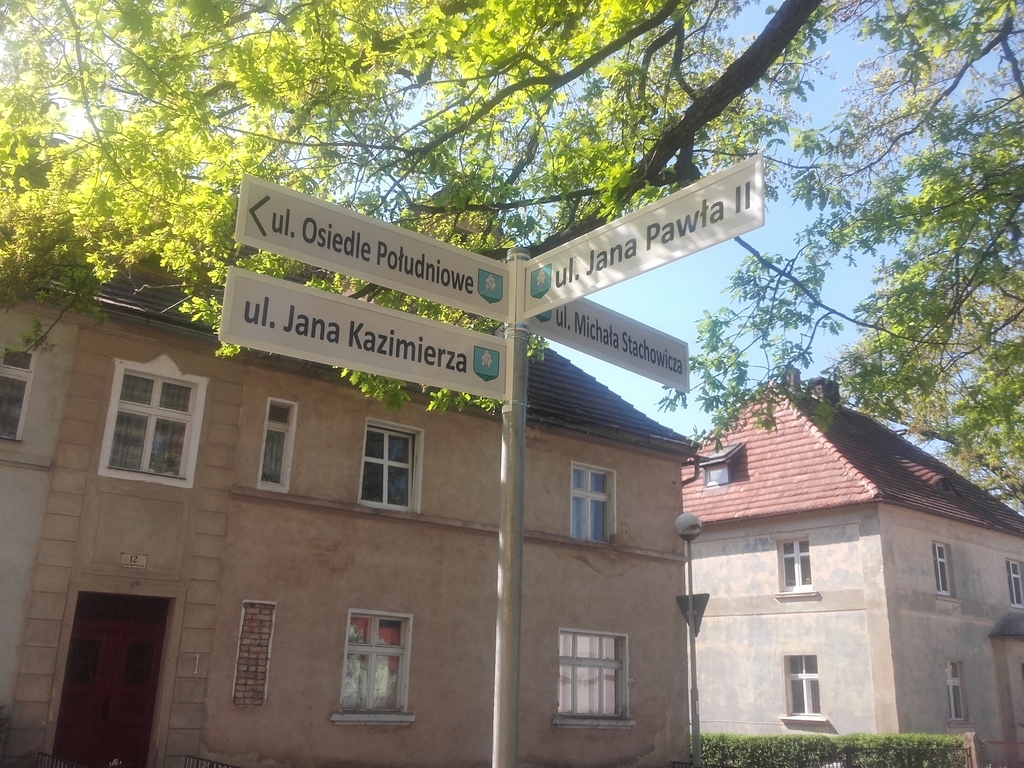 < ul. Osiedle Południowe
ul. Jana Pawła II
ul. Jana Kazimierza
ul. Michała Stachowicza
12